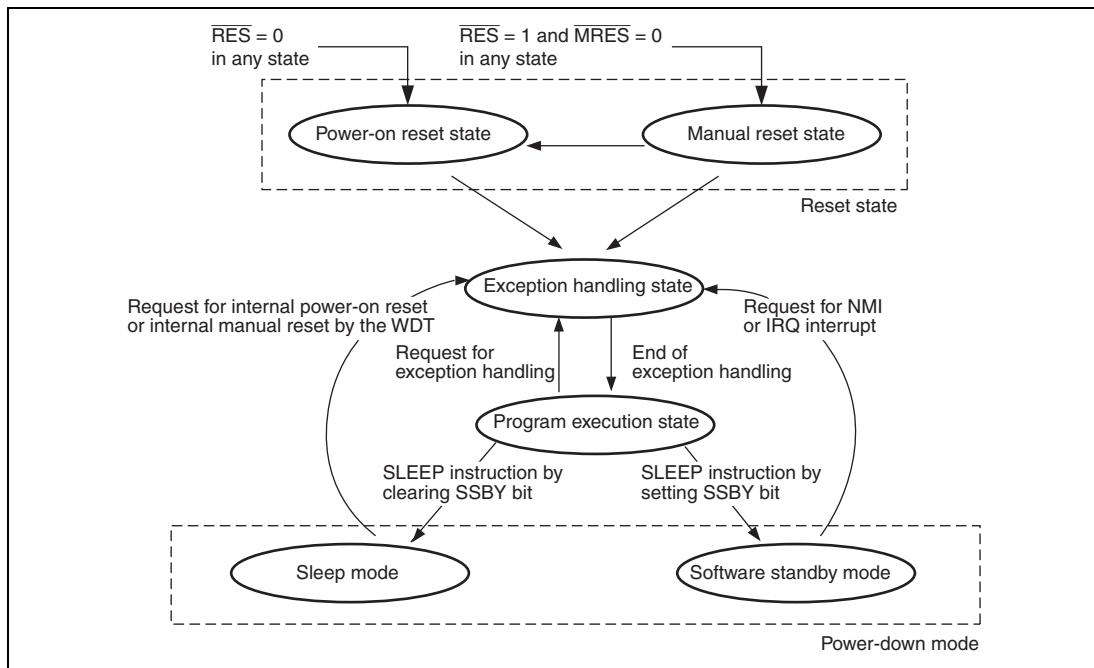 R̅E̅S̅ = 0
in any state
R̅E̅S̅ = 1 and M̅R̅E̅S̅ = 0
in any state
Power-on reset state
Manual reset state
Reset state
Exception handling state
Request for internal power-on reset
or internal manual reset by the WDT
Request for NMI
or IRQ interrupt
Request for
exception handling
End of
exception handling
Program execution state
SLEEP instruction by
clearing SSBY bit
SLEEP instruction by
setting SSBY bit
Sleep mode
Software standby mode
Power-down mode